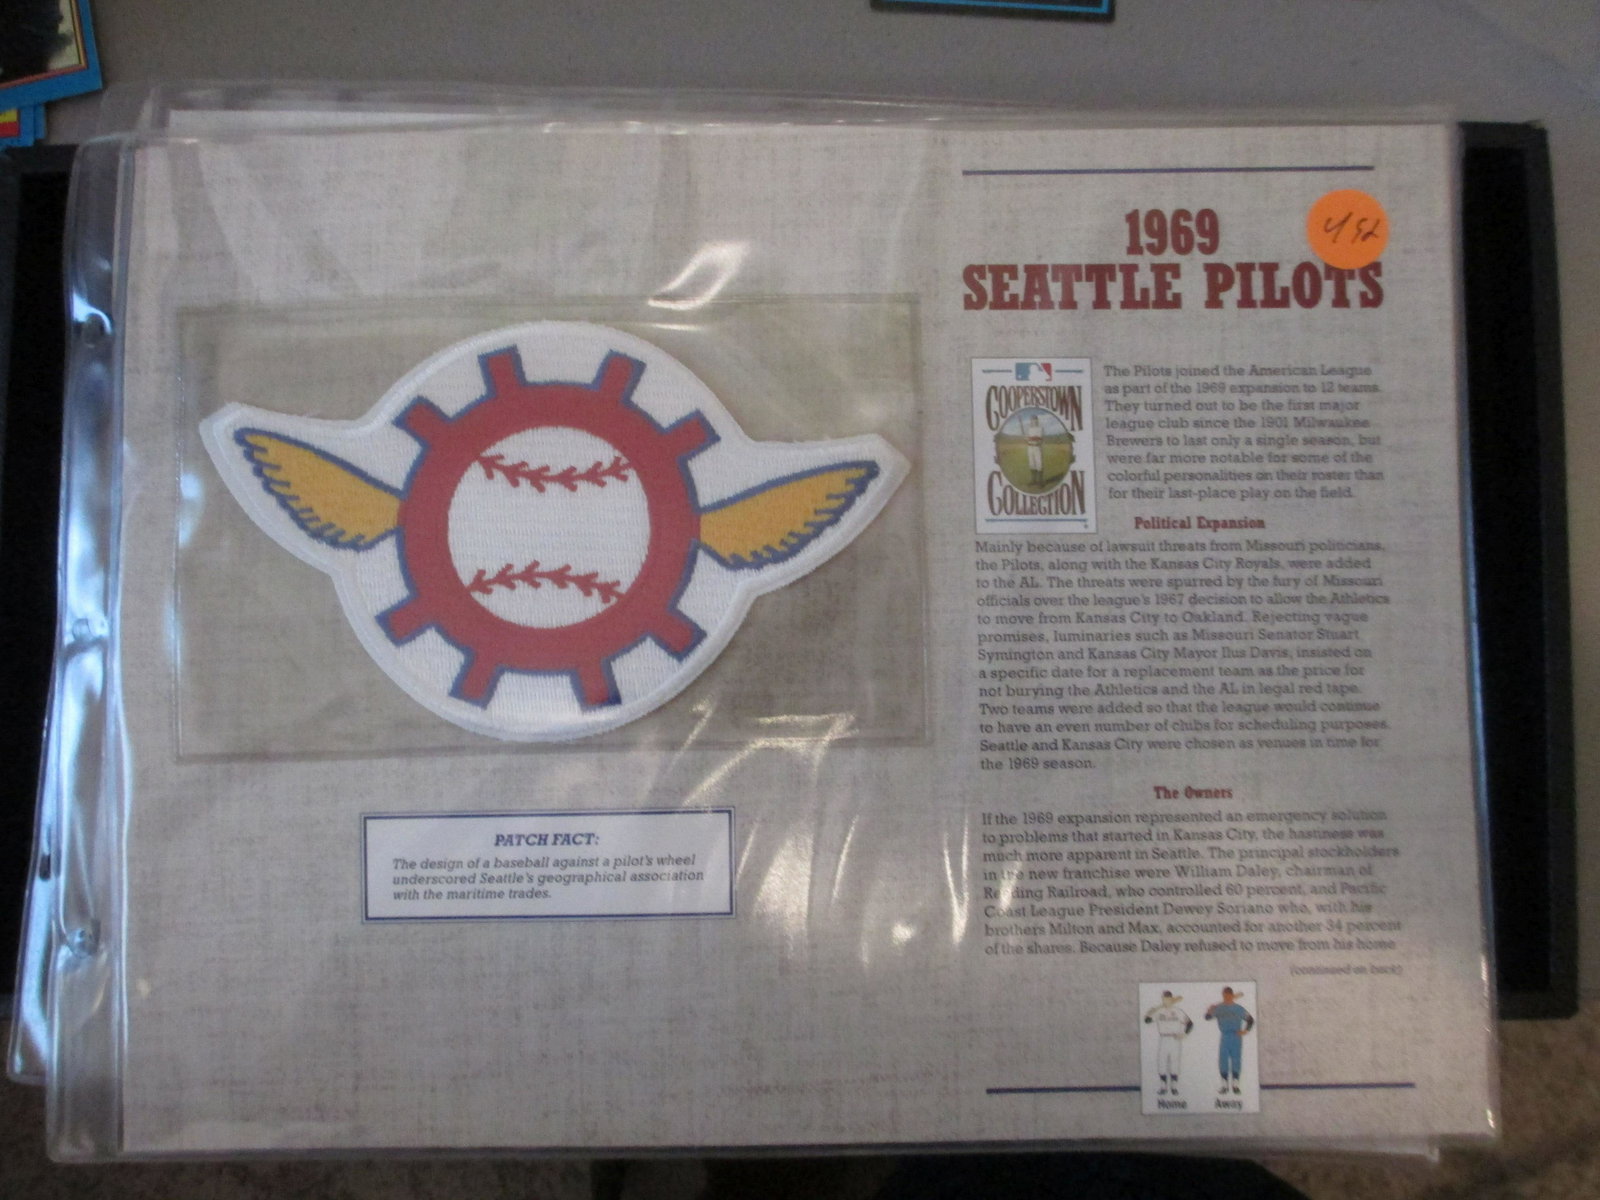 1969
SEATTLE PILOTS
COOPERSTOWN
COLLECTION
The Pilots joined the American League
as part of the 1969 expansion to 12 teams.
They turned out to be the first major
league club since the 1901 Milwaukee
Brewers to last only a single season, but
were far more notable for some of the
colorful personalities on their roster than
for their last-place play on the field.
Political Expansion
Mainly because of lawsuit threats from Missouri politicians,
the Pilots, along with the Kansas City Royals, were added
to the AL. The threats were spurred by the fury of Missouri
officials over the league's 1967 decision to allow the Athletics
to move from Kansas City to Oakland. Rejecting vague
promises, luminaries such as Missouri Senator Stuart
Symington and Kansas City Mayor Ilus Davis, insisted on
a specific date for a replacement team as the price for
not burying the Athletics and the AL in legal red tape.
Two teams were added so that the league would continue
to have an even number of clubs for scheduling purposes.
Seattle and Kansas City were chosen as venues in time for
the 1969 season.
The Owners
If the 1969 expansion represented an emergency solution
to problems that started in Kansas City, the hastiness was
much more apparent in Seattle. The principal stockholders
in the new franchise were William Daley, chairman of
Reading Railroad, who controlled 60 percent, and Pacific
Coast League President Dewey Soriano who, with his
brothers Milton and Max, accounted for another 34 percent
of the shares. Because Daley refused to move from his home
(continued on back)
Home Away
PATCH FACT:
The design of a baseball against a pilot's wheel
underscored Seattle's geographical association
with the maritime trades.